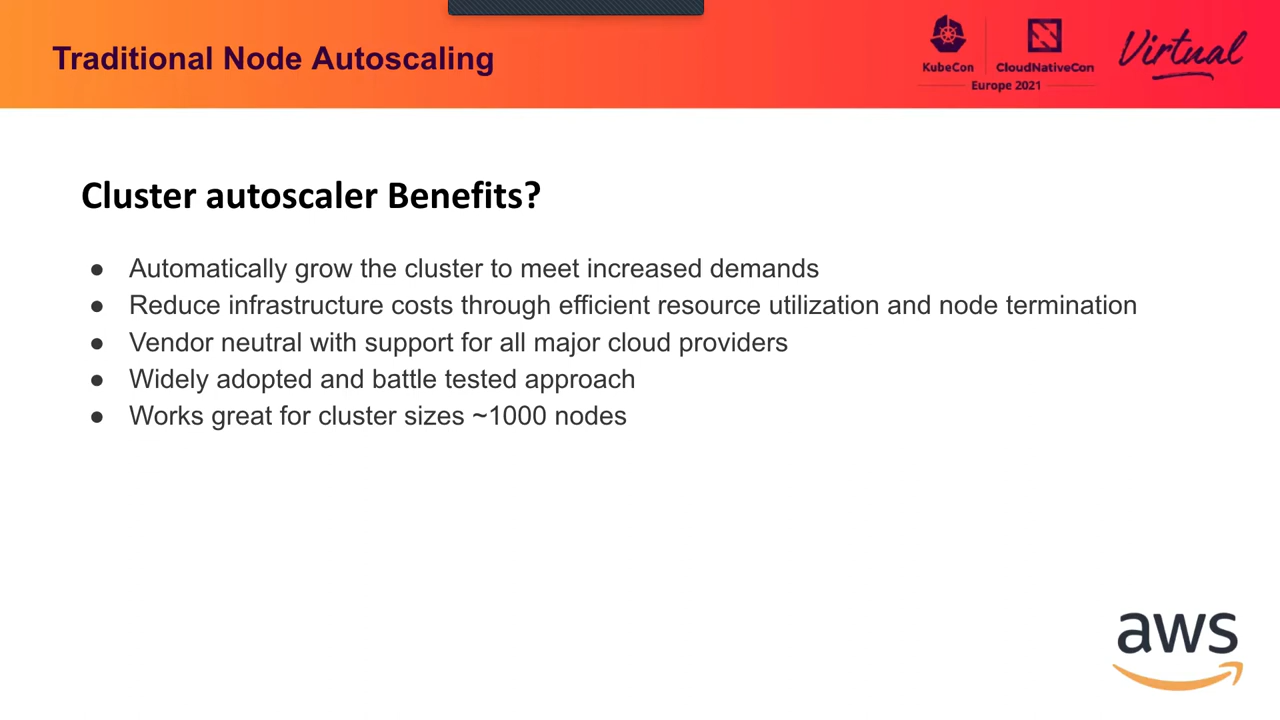 Traditional Node Autoscaling
KubeCon
CloudNativeCon
Europe 2021
Virtual
Cluster autoscaler Benefits?
● Automatically grow the cluster to meet increased demands
● Reduce infrastructure costs through efficient resource utilization and node termination
● Vendor neutral with support for all major cloud providers
● Widely adopted and battle tested approach
● Works great for cluster sizes ~1000 nodes
aws